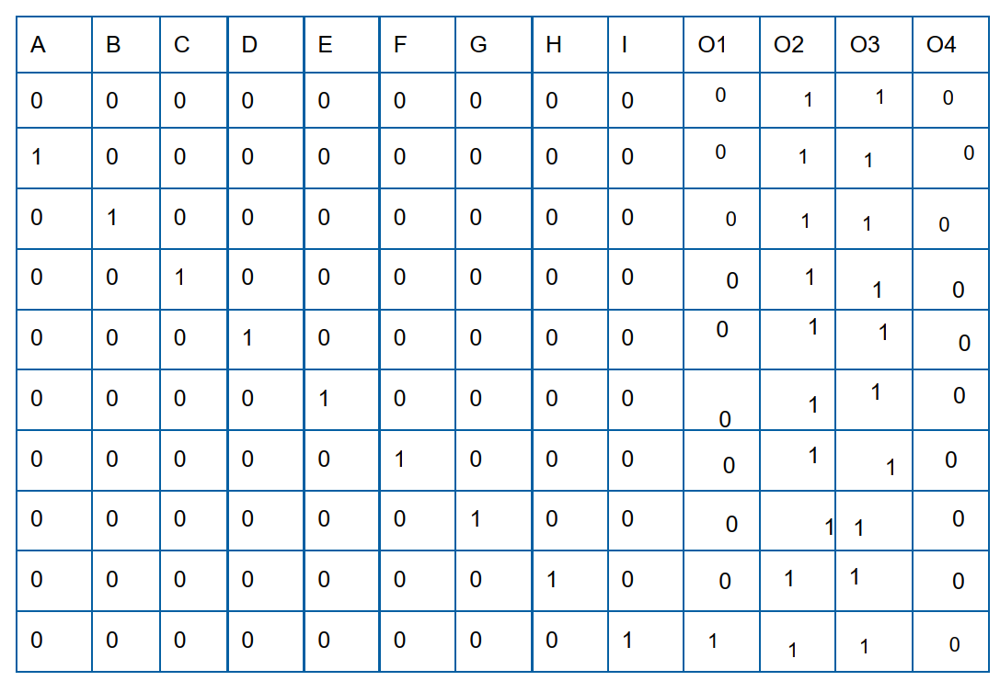 A B C D E F G H I O1 O2 O3 O4
0 0 0 0 0 0 0 0 0 0 1 1 0
1 0 0 0 0 0 0 0 0 0 1 1 0
0 1 0 0 0 0 0 0 0 0 1 1 0
0 0 1 0 0 0 0 0 0 0 1 1 0
0 0 0 1 0 0 0 0 0 0 1 1 0
0 0 0 0 1 0 0 0 0 0 1 1 0
0 0 0 0 0 1 0 0 0 0 1 1 0
0 0 0 0 0 0 1 0 0 0 1 1 0
0 0 0 0 0 0 0 1 0 0 1 1 0
0 0 0 0 0 0 0 0 1 1 1 1 0